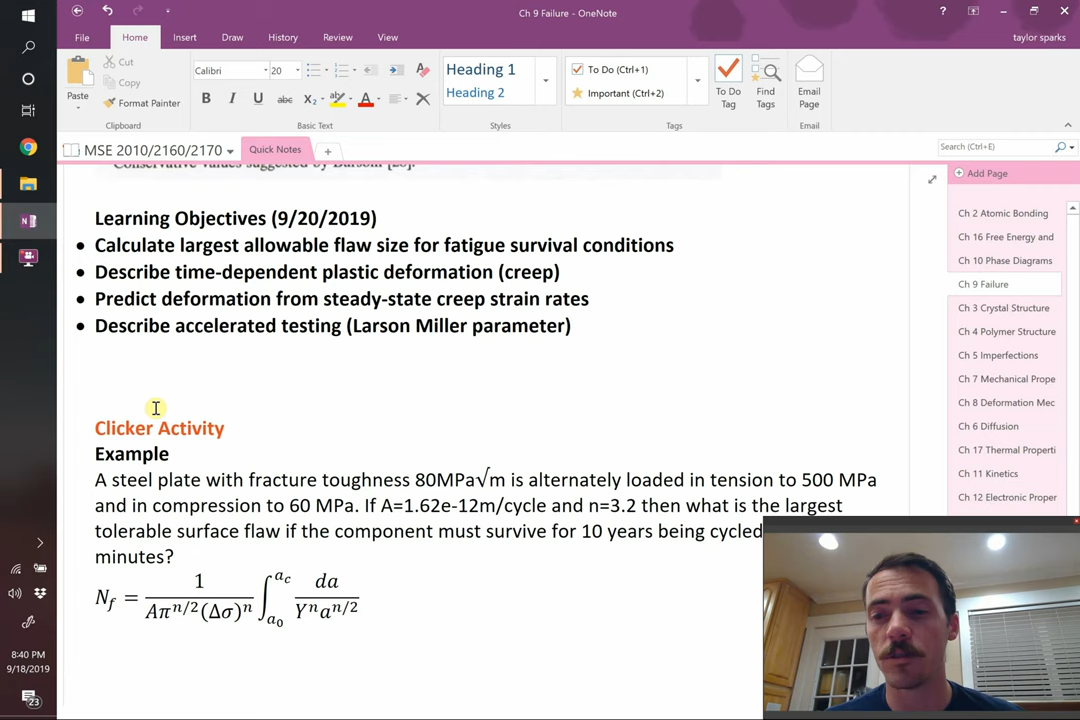 Ch 9 Failure - OneNote
?
File Home Insert Draw History Review View
taylor sparks
Paste
Cut
Copy
Format Painter
Clipboard
Calibri 20
B I U abc X₂ ab A
Basic Text
Heading 1
Heading 2
Styles
To Do (Ctrl+1)
Important (Ctrl+2)
Tags
To Do
Tag
Find
Tags
Email
Page
Email
MSE 2010/2160/2170
Quick Notes
+
Search (Ctrl+E)
Conservative values suggested by Barsom [20].
Learning Objectives (9/20/2019)
• Calculate largest allowable flaw size for fatigue survival conditions
• Describe time-dependent plastic deformation (creep)
• Predict deformation from steady-state creep strain rates
• Describe accelerated testing (Larson Miller parameter)
Clicker Activity
Example
A steel plate with fracture toughness 80MPa√m is alternately loaded in tension to 500 MPa
and in compression to 60 MPa. If A=1.62e-12m/cycle and n=3.2 then what is the largest
tolerable surface flaw if the component must survive for 10 years being cycled
minutes?
N_f = 1/(Aπ^{n/2}(Δσ)^n) ∫_{a_0}^{a_c} da/(Y^n a^{n/2})
Add Page
Ch 2 Atomic Bonding
Ch 16 Free Energy and
Ch 10 Phase Diagrams
Ch 9 Failure
Ch 3 Crystal Structure
Ch 4 Polymer Structure
Ch 5 Imperfections
Ch 7 Mechanical Prope
Ch 8 Deformation Mec
Ch 6 Diffusion
Ch 17 Thermal Properti
Ch 11 Kinetics
Ch 12 Electronic Proper
8:40 PM
9/18/2019
23